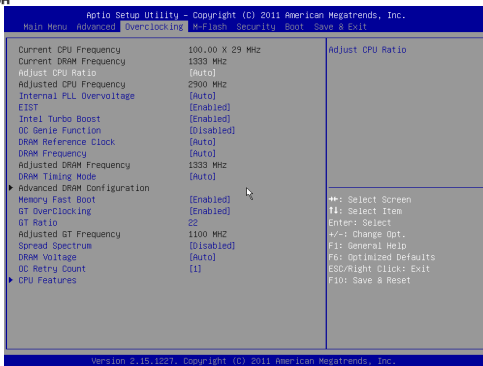 Aptio Setup Utility – Copyright (C) 2011 American Megatrends, Inc.
Main Menu Advanced Overclocking M-Flash Security Boot Save & Exit
Current CPU Frequency 100.00 X 29 MHz
Current DRAM Frequency 1333 MHz
Adjust CPU Ratio [Auto]
Adjusted CPU Frequency 2900 MHz
Internal PLL Overvoltage [Auto]
EIST [Enabled]
Intel Turbo Boost [Enabled]
OC Genie Function [Disabled]
DRAM Reference Clock [Auto]
DRAM Frequency [Auto]
Adjusted DRAM Frequency 1333 MHz
DRAM Timing Mode [Auto]
Advanced DRAM Configuration
Memory Fast Boot [Enabled]
GT OverClocking [Enabled]
GT Ratio 22
Adjusted GT Frequency 1100 MHZ
Spread Spectrum [Disabled]
DRAM Voltage [Auto]
OC Retry Count [1]
CPU Features
Adjust CPU Ratio
→←: Select Screen
↑↓: Select Item
Enter: Select
+/-: Change Opt.
F1: General Help
F6: Optimized Defaults
ESC/Right Click: Exit
F10: Save & Reset
Version 2.15.1227. Copyright (C) 2011 American Megatrends, Inc.